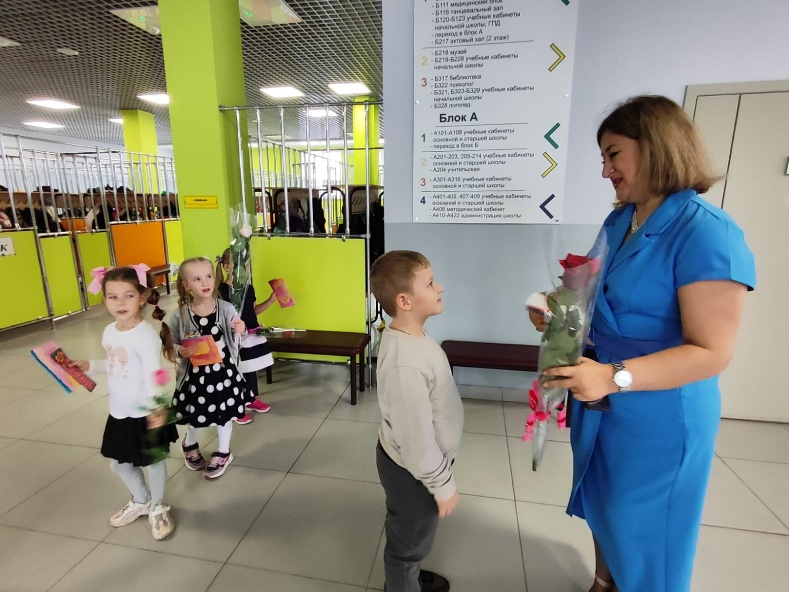 - Б111 медицинский блок
- Б118 танцевальный зал
- Б120-Б123 учебные кабинеты
начальной школы, ГПД
- переход в блок А
- Б217 актовый зал (2 этаж)
2 - Б218 музей
- Б219-Б228 учебные кабинеты
начальной школы
3 - Б317 библиотека
- Б322 психолог
- Б321, Б323-Б329 учебные кабинеты
начальной школы
- Б328 логопед
Блок А
1 - А101-А108 учебные кабинеты
основной и старшей школы
- переход в блок Б
2 - А201-203, 205-214 учебные кабинеты
основной и старшей школы
- А204 учительская
3 - А301-А316 учебные кабинеты
основной и старшей школы
4 - А401-405, 407-409 учебные кабинеты
основной и старшей школы
- А406 методический кабинет
- А410-А422 администрация школы
К